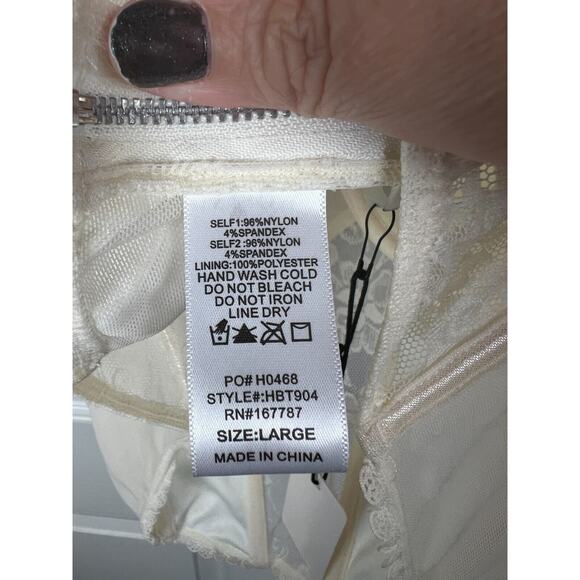 SELF1:96%NYLON
4%SPANDEX
SELF2 :96%NYLON
4%SPANDEX
LINING:100%POLYESTER
HAND WASH COLD
DO NOT BLEACH
DO NOT IRON
LINE DRY
PO# H0468
STYLE#:HBT904
RN#167787
SIZE:LARGE
MADE IN CHINA